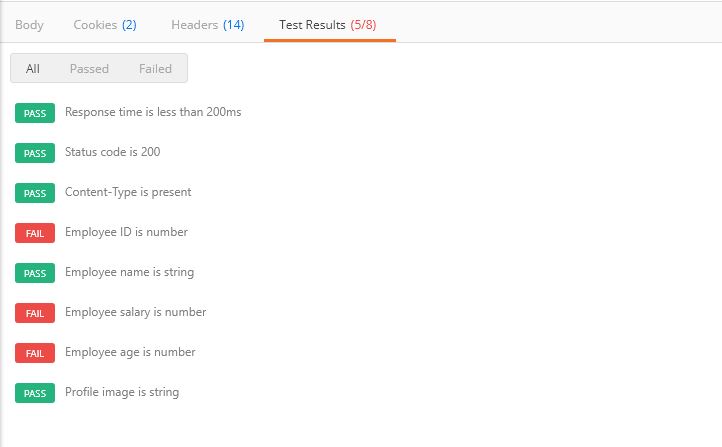 Body Cookies (2) Headers (14) Test Results (5/8)
All Passed Failed
PASS Response time is less than 200ms
PASS Status code is 200
PASS Content-Type is present
FAIL Employee ID is number
PASS Employee name is string
FAIL Employee salary is number
FAIL Employee age is number
PASS Profile image is string